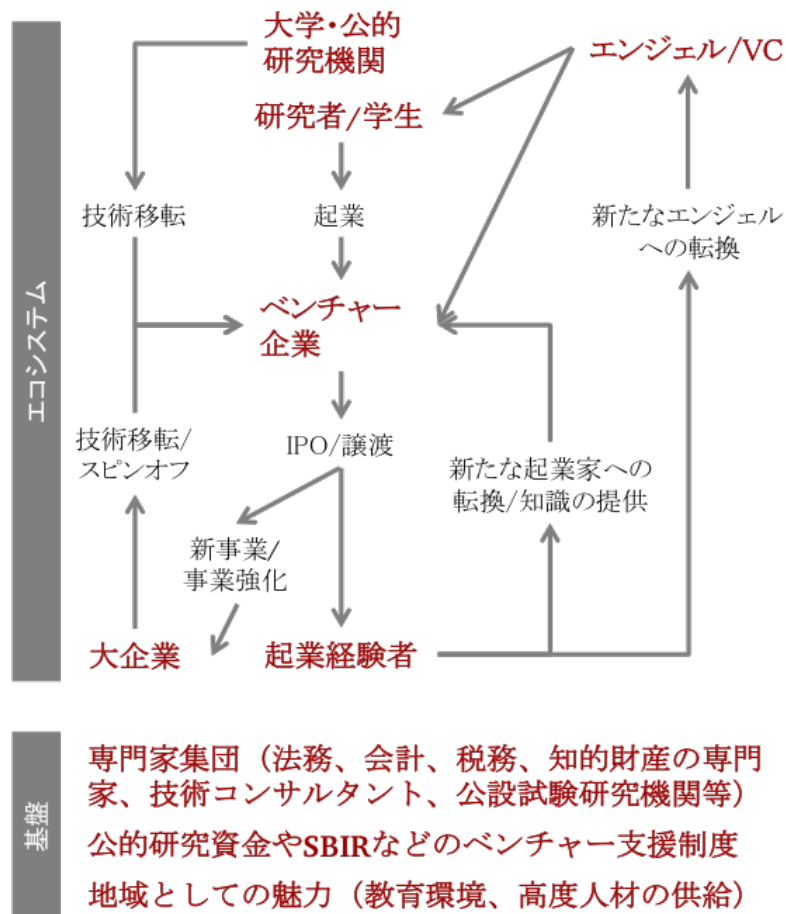 大学・公的
研究機関
エンジェル/VC
研究者/学生
技術移転
起業
新たなエンジェル
への転換
エコシステム
ベンチャー
企業
技術移転/
スピンオフ
IPO/譲渡
新たな起業家への
転換/知識の提供
新事業/
事業強化
大企業
起業経験者
基盤
専門家集団（法務、会計、税務、知的財産の専門
家、技術コンサルタント、公設試験研究機関等）
公的研究資金やSBIRなどのベンチャー支援制度
地域としての魅力（教育環境、高度人材の供給）